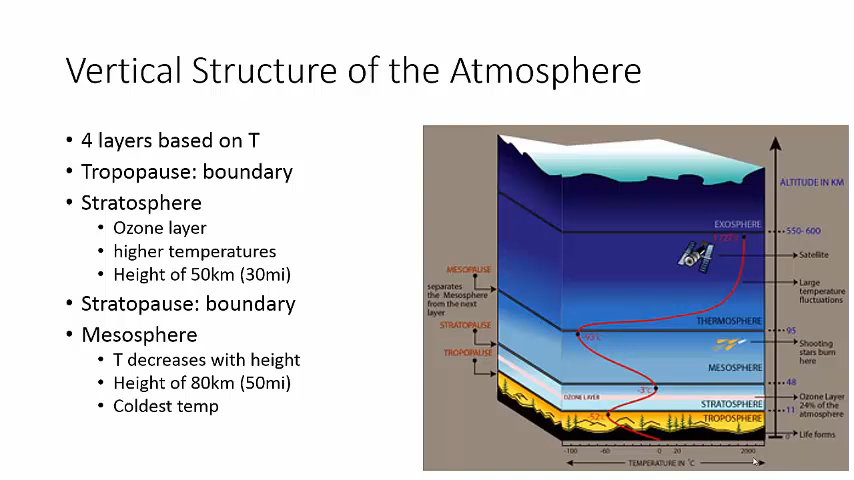 Vertical Structure of the Atmosphere
• 4 layers based on T
• Tropopause: boundary
• Stratosphere
• Ozone layer
• higher temperatures
• Height of 50km (30mi)
• Stratopause: boundary
• Mesosphere
• T decreases with height
• Height of 80km (50mi)
• Coldest temp
ALTITUDE IN KM
EXOSPHERE
550- 600
Satellite
MESOPAUSE
separates
the Mesosphere
from the next
layer
Large
temperature
fluctuations
THERMOSPHERE
95
STRATOPAUSE
-93°C
Shooting
stars burn
here
TROPOPAUSE
MESOSPHERE
48
-3°C
OZONE LAYER
Ozone Layer
24% of the
atmosphere
STRATOSPHERE
11
-52°C
TROPOSPHERE
0
Life forms
-100 -60 0 20 2000
TEMPERATURE IN °C